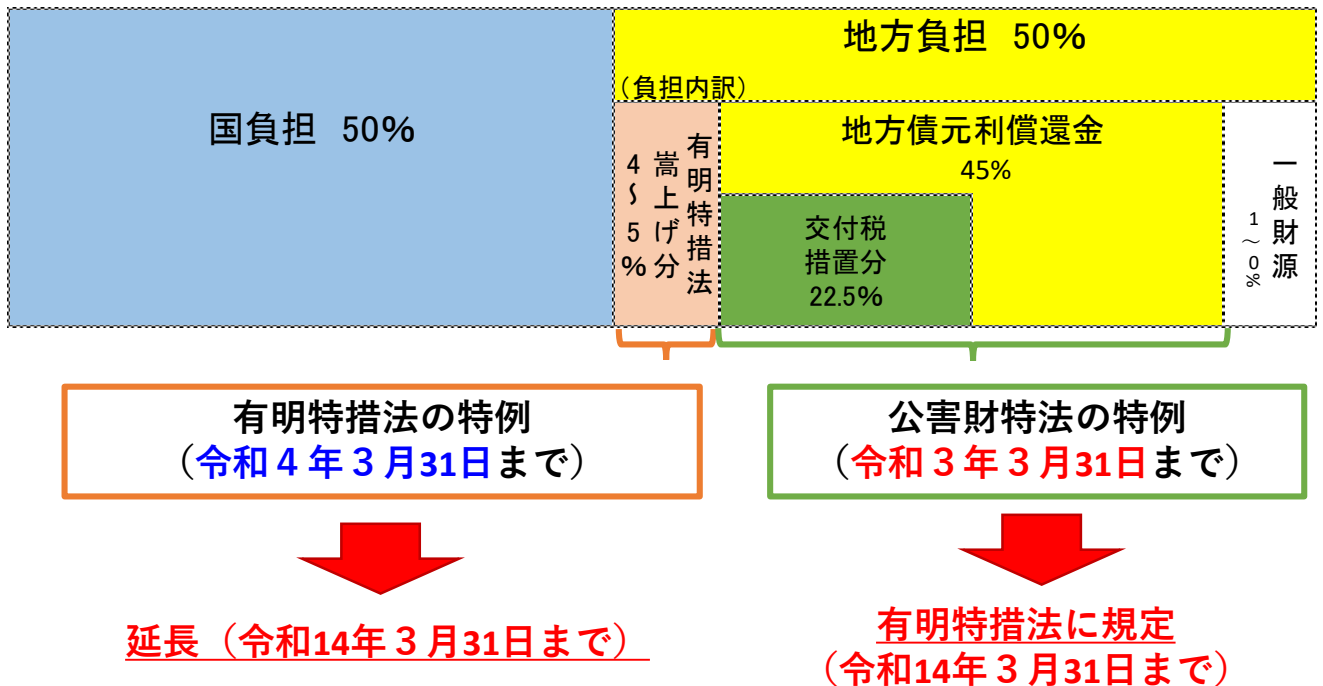 国負担 50%
地方負担 50%
（負担内訳）
有明特措法
嵩上げ分
4～5%
地方債元利償還金
45%
交付税
措置分
22.5%
一般財源
1～0%
有明特措法の特例
（令和４年３月31日まで）
公害財特法の特例
（令和３年３月31日まで）
延長（令和14年３月31日まで）
有明特措法に規定
（令和14年３月31日まで）